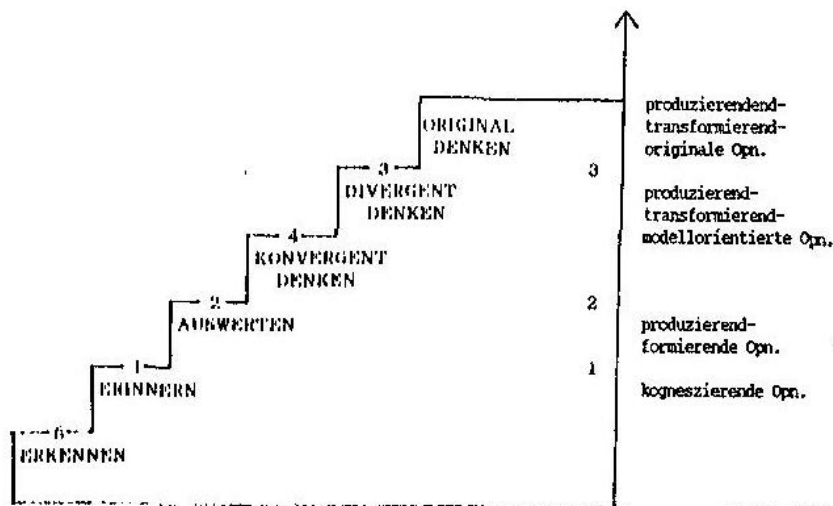 produzierendend-
transformierend-
originale Opn.
ORIGINAL
DENKEN
3
3
DIVERGENT
DENKEN
produzierend-
transformierend-
modellorientierte Opn.
4
KONVERGENT
DENKEN
2
2
AUSWERTEN
produzierend-
formierende Opn.
1
1
ERINNERN
kogneszierende Opn.
6
ERKENNEN